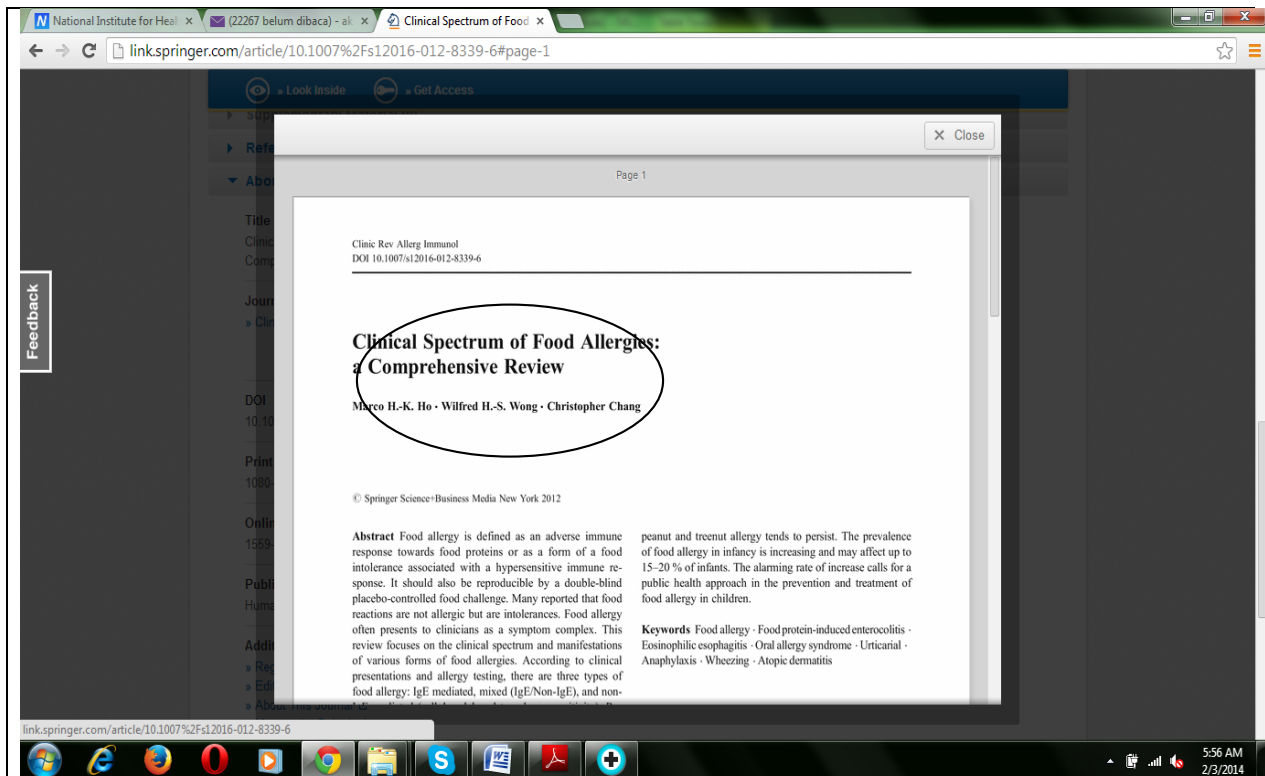 National Institute for Heal
(22267 belum dibaca) - ak
Clinical Spectrum of Food
link.springer.com/article/10.1007%2Fs12016-012-8339-6#page-1
» Look Inside » Get Access
Close
Page 1
Title
Journ
DOI
10.10
Print
1080-
Onlin
1559-
Publi
Huma
Addit
» Reg
» Edi
» About This Journal
Feedback
Clinic Rev Allerg Immunol
DOI 10.1007/s12016-012-8339-6
Clinical Spectrum of Food Allergies:
a Comprehensive Review
Marco H.-K. Ho · Wilfred H.-S. Wong · Christopher Chang
© Springer Science+Business Media New York 2012
Abstract Food allergy is defined as an adverse immune
response towards food proteins or as a form of a food
intolerance associated with a hypersensitive immune re-
sponse. It should also be reproducible by a double-blind
placebo-controlled food challenge. Many reported that food
reactions are not allergic but are intolerances. Food allergy
often presents to clinicians as a symptom complex. This
review focuses on the clinical spectrum and manifestations
of various forms of food allergies. According to clinical
presentations and allergy testing, there are three types of
food allergy: IgE mediated, mixed (IgE/Non-IgE), and non-
peanut and treenut allergy tends to persist. The prevalence
of food allergy in infancy is increasing and may affect up to
15–20 % of infants. The alarming rate of increase calls for a
public health approach in the prevention and treatment of
food allergy in children.
Keywords Food allergy · Food protein-induced enterocolitis ·
Eosinophilic esophagitis · Oral allergy syndrome · Urticarial ·
Anaphylaxis · Wheezing · Atopic dermatitis
link.springer.com/article/10.1007%2Fs12016-012-8339-6
5:56 AM
2/3/2014